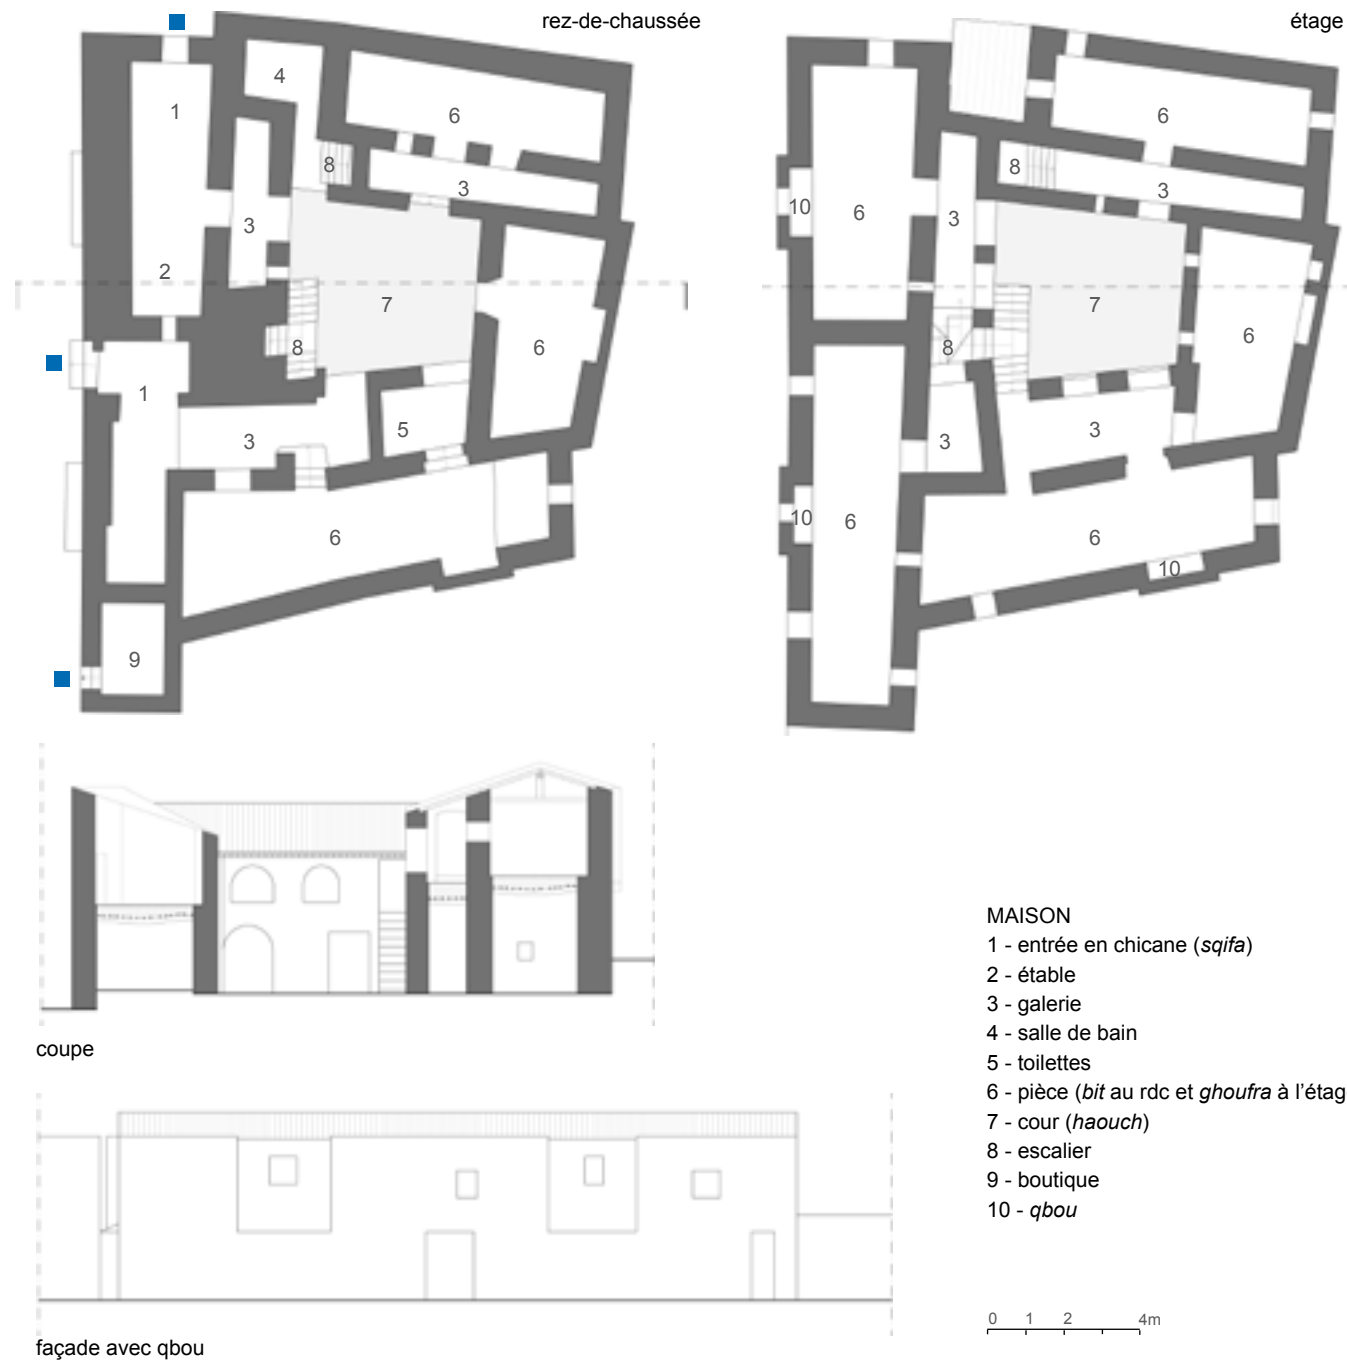 rez-de-chaussée
étage
4
1
6
8
3
3
2
7
8
6
1
3
5
6
9
6
8
3
10
6
3
7
6
8
3
3
10
6
6
10
coupe
façade avec qbou
MAISON
1 - entrée en chicane (sqifa)
2 - étable
3 - galerie
4 - salle de bain
5 - toilettes
6 - pièce (bit au rdc et ghoufra à l'étag
7 - cour (haouch)
8 - escalier
9 - boutique
10 - qbou
0 1 2 4m